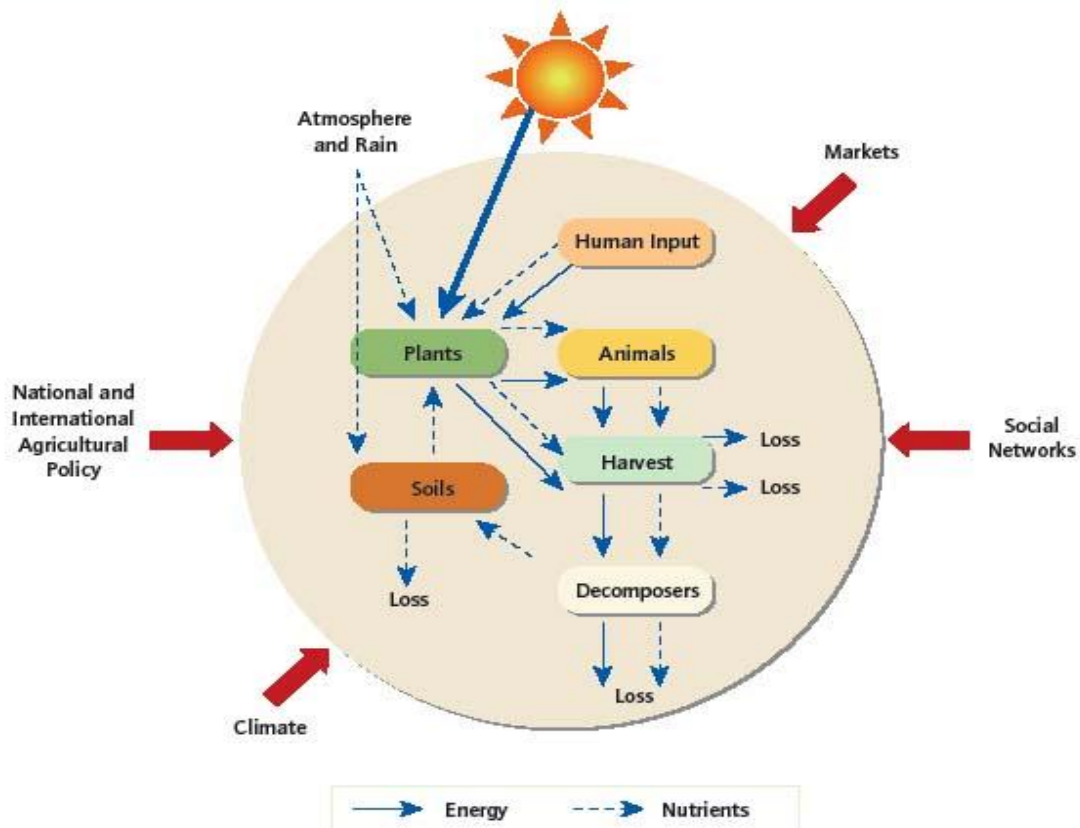 Atmosphere
and Rain
Markets
Human Input
Plants
Animals
National and
International
Agricultural
Policy
Social
Networks
Harvest
Loss
Loss
Soils
Loss
Decomposers
Loss
Climate
Energy
Nutrients